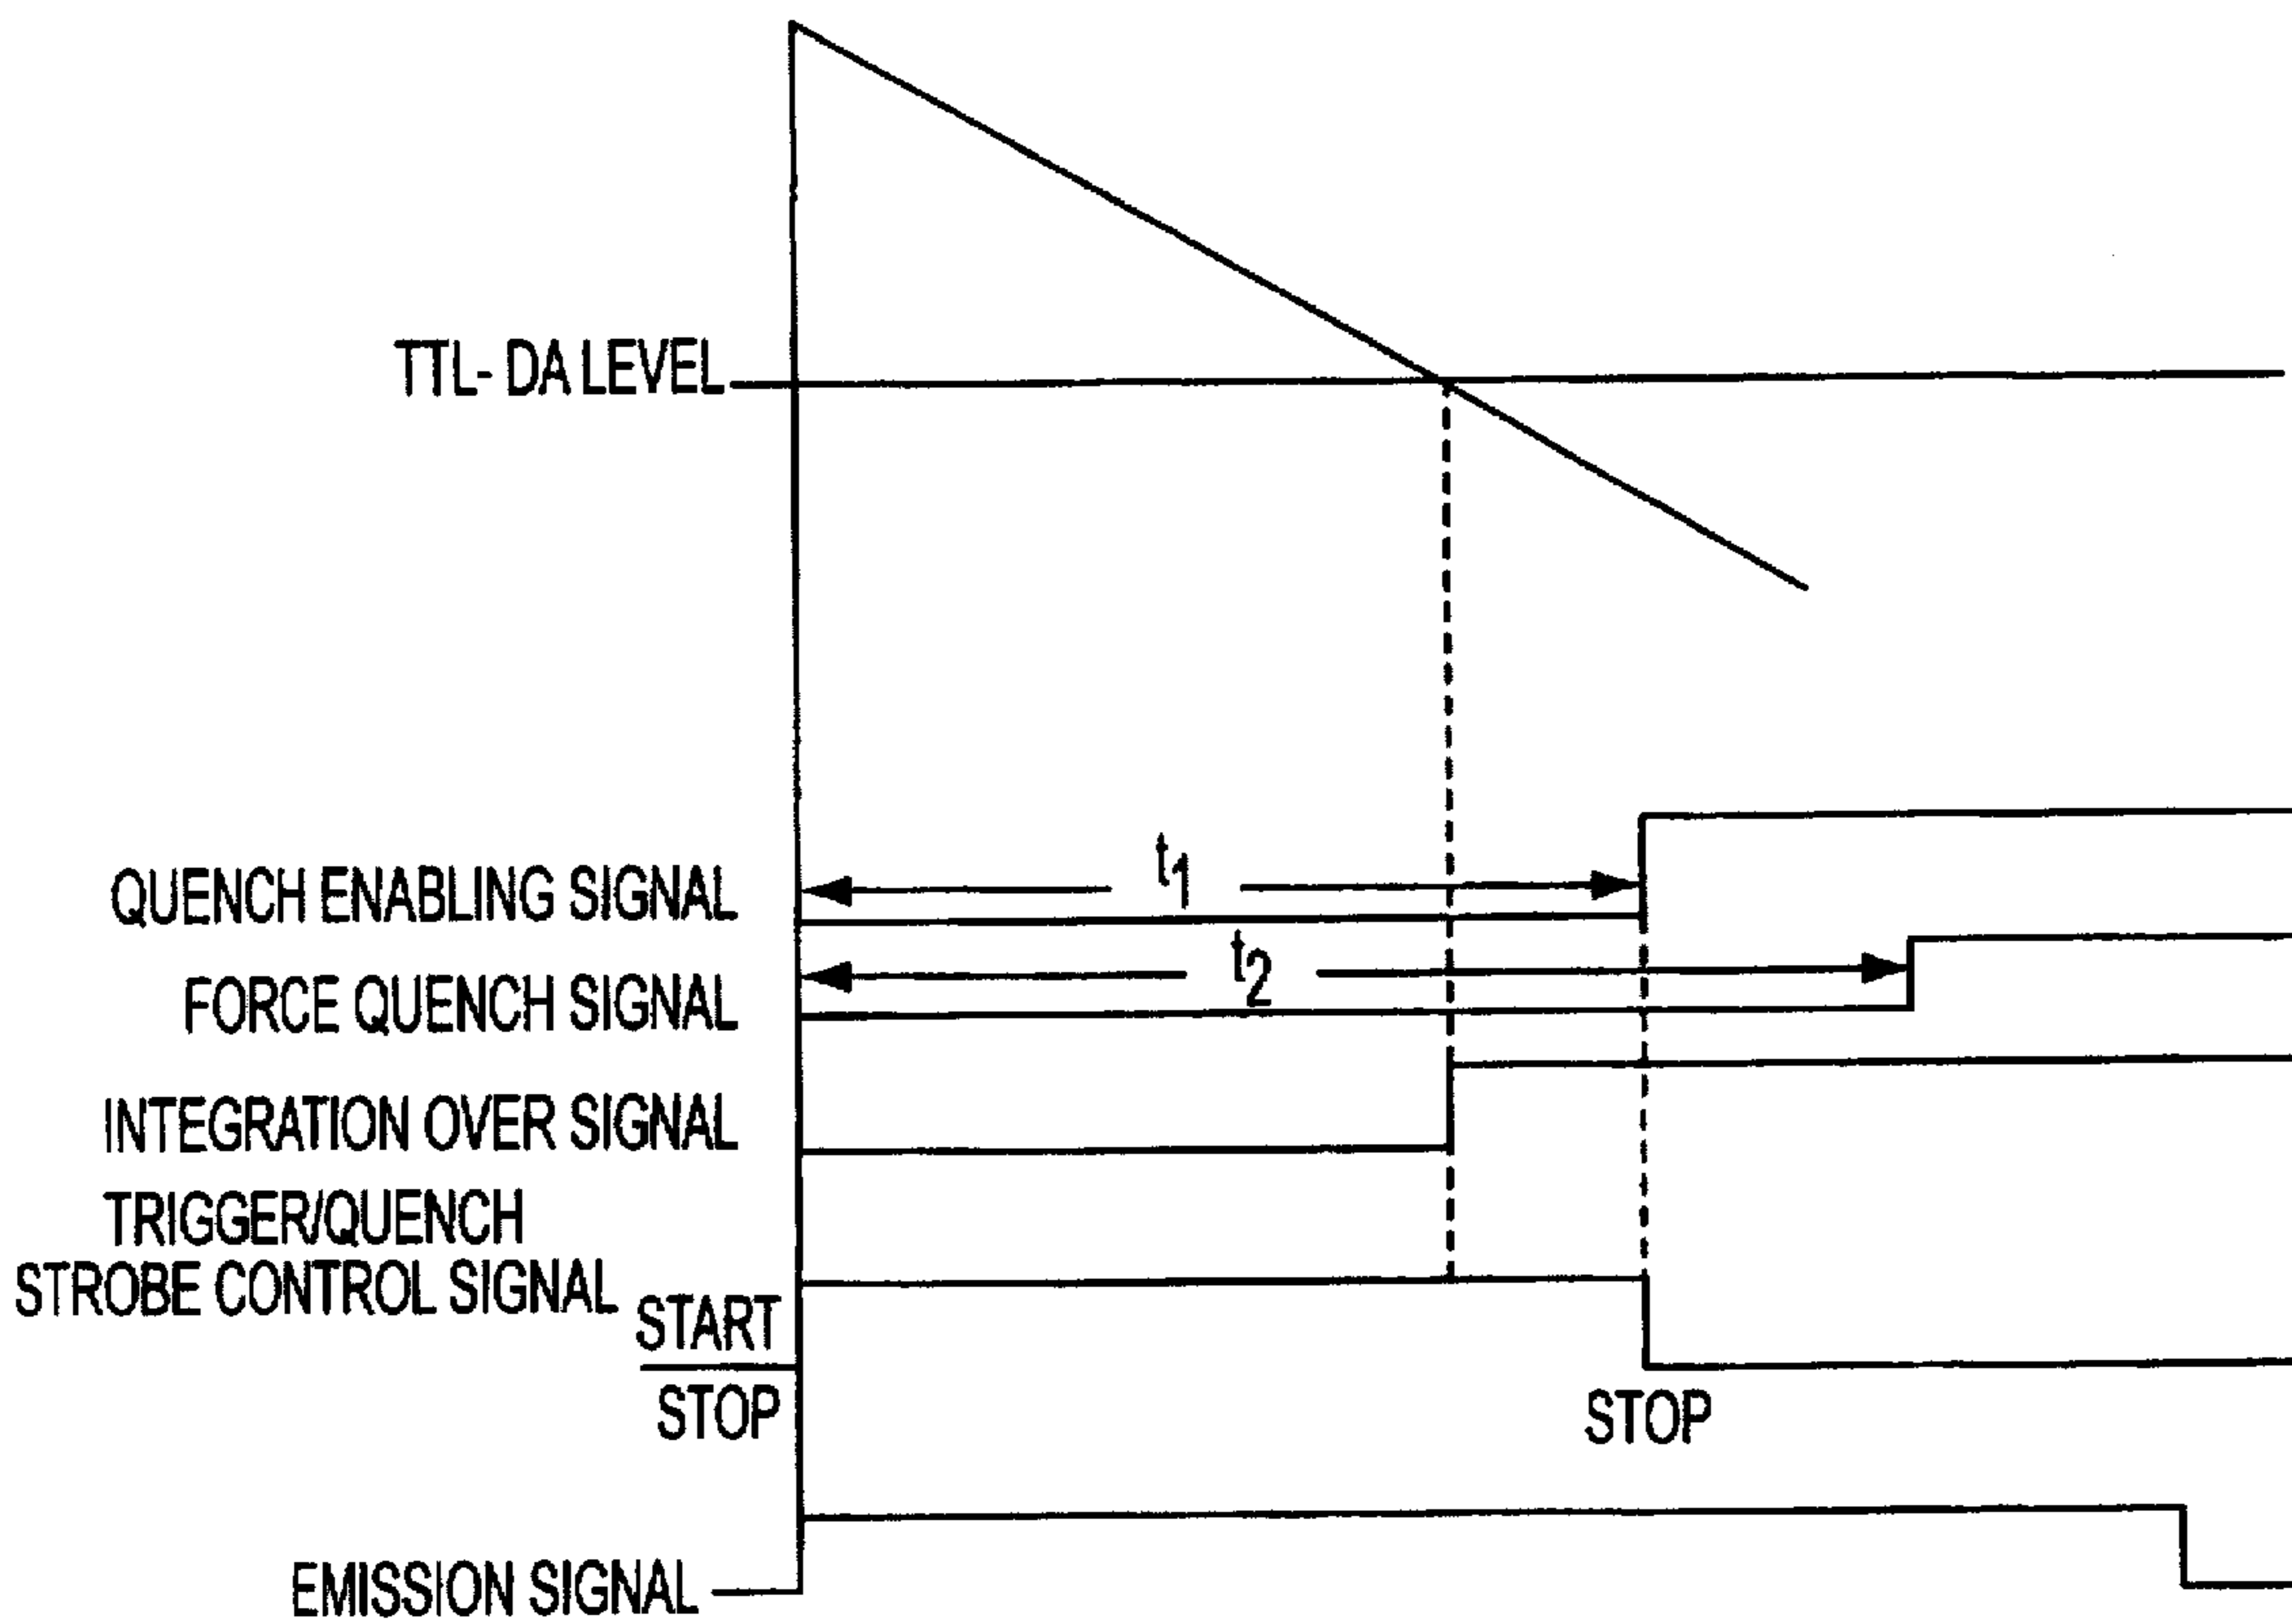 TTL- DA LEVEL
t1
QUENCH ENABLING SIGNAL
t2
FORCE QUENCH SIGNAL
INTEGRATION OVER SIGNAL
TRIGGER/QUENCH
STROBE CONTROL SIGNAL
START
STOP
STOP
EMISSION SIGNAL